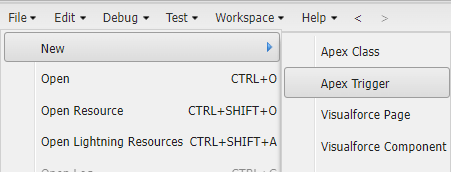 File Edit Debug Test Workspace Help < >
New
Apex Class
Open CTRL+O
Apex Trigger
Open Resource CTRL+SHIFT+O
Visualforce Page
Open Lightning Resources CTRL+SHIFT+A
Visualforce Component